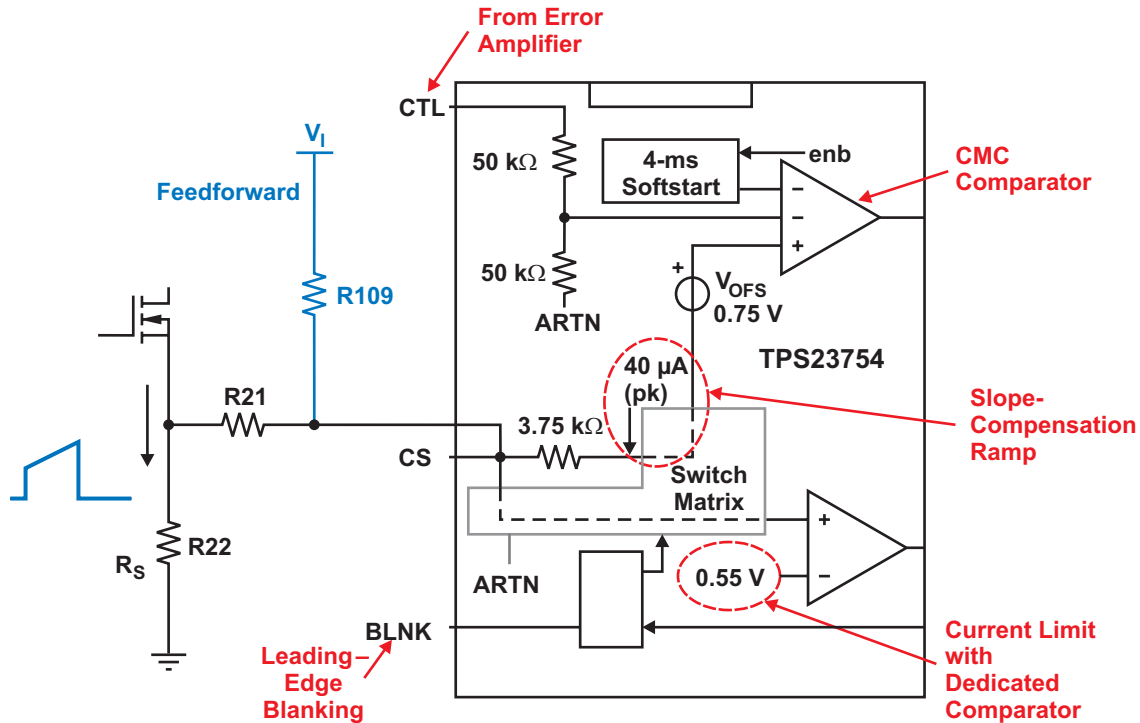 From Error
Amplifier
CTL
V_I
50 kΩ
4-ms
Softstart
enb
CMC
Comparator
Feedforward
−
−
+
50 kΩ
+
V_OFS
0.75 V
R109
ARTN
TPS23754
40 µA
(pk)
R21
3.75 kΩ
Slope-
Compensation
Ramp
CS
Switch
Matrix
+
R22
R_S
0.55 V
−
ARTN
BLNK
Leading–
Edge
Blanking
Current Limit
with
Dedicated
Comparator